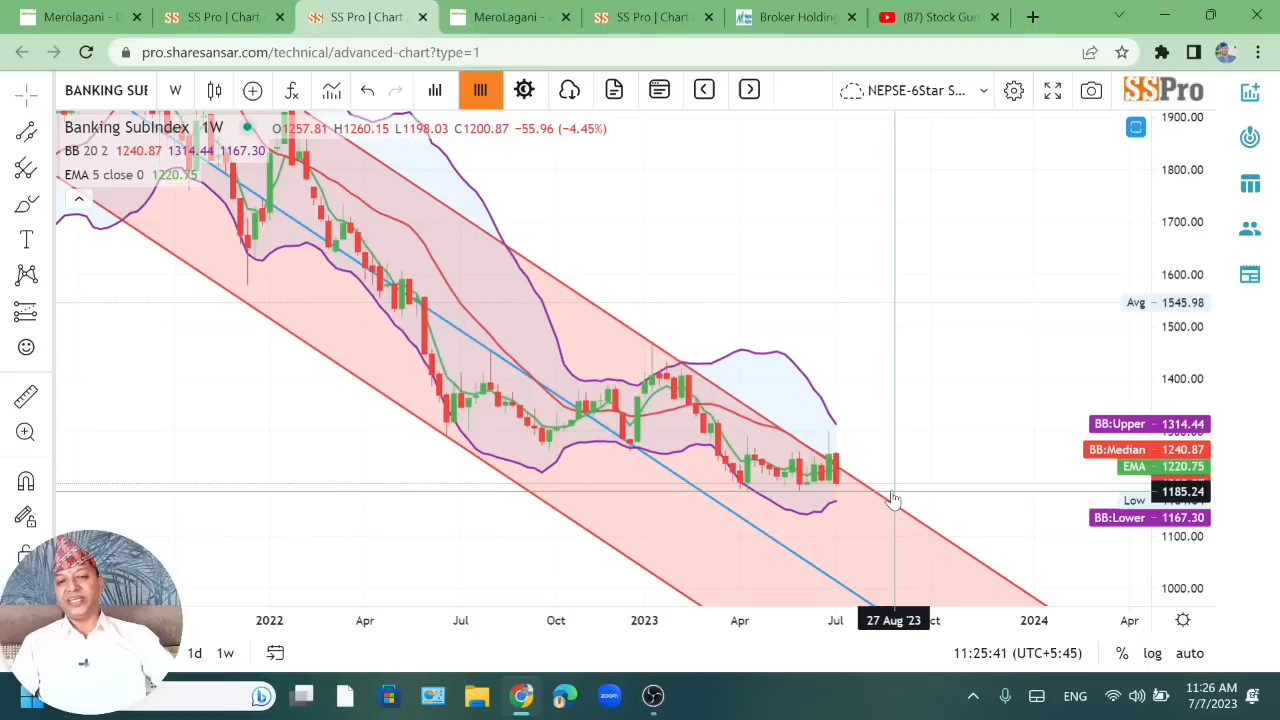 MeroLagani - D
SS Pro | Chart
SS Pro | Chart
MeroLagani - A
SS Pro | Chart
Broker Holding
(87) Stock Gur
pro.sharesansar.com/technical/advanced-chart?type=1
BANKING SUB
W
NEPSE-6Star S...
SSPro
Banking SubIndex 1W
O1257.81 H1260.15 L1198.03 C1200.87 −55.96 (−4.45%)
BB 20 2 1240.87 1314.44 1167.30
EMA 5 close 0 1220.75
1900.00
1800.00
1700.00
1600.00
Avg − 1545.98
1500.00
1400.00
BB:Upper − 1314.44
BB:Median − 1240.87
EMA − 1220.75
1185.24
Low
BB:Lower − 1167.30
1100.00
1000.00
2022 Apr Jul Oct 2023 Apr Jul 27 Aug '23 ct 2024 Apr
1d 1w
11:25:41 (UTC+5:45) % log auto
zoom
ENG
11:26 AM
7/7/2023